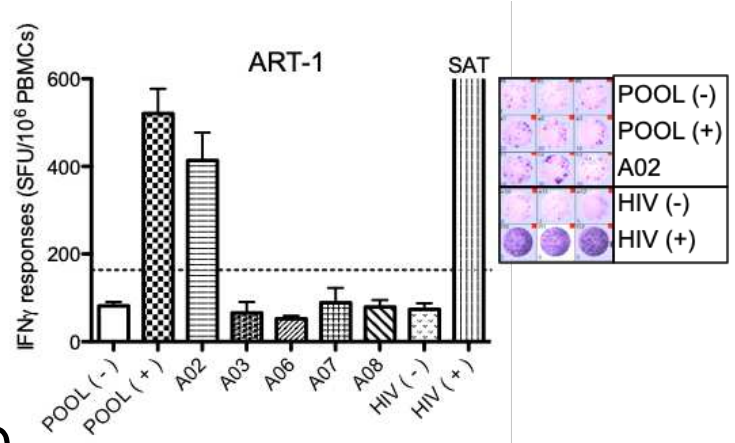 ART-1
SAT
IFNγ responses (SFU/10⁶ PBMCs)
600
400
200
0
POOL ( - )
POOL ( + )
A02
A03
A06
A07
A08
HIV ( - )
HIV ( + )
POOL (-)
POOL (+)
A02
HIV (-)
HIV (+)